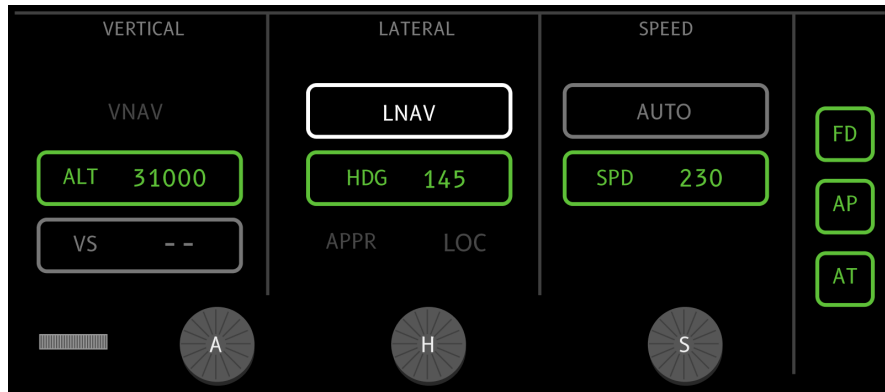 VERTICAL LATERAL SPEED
VNAV LNAV AUTO
FD
ALT 31000 HDG 145 SPD 230
AP
VS -- APPR LOC
AT
A H S